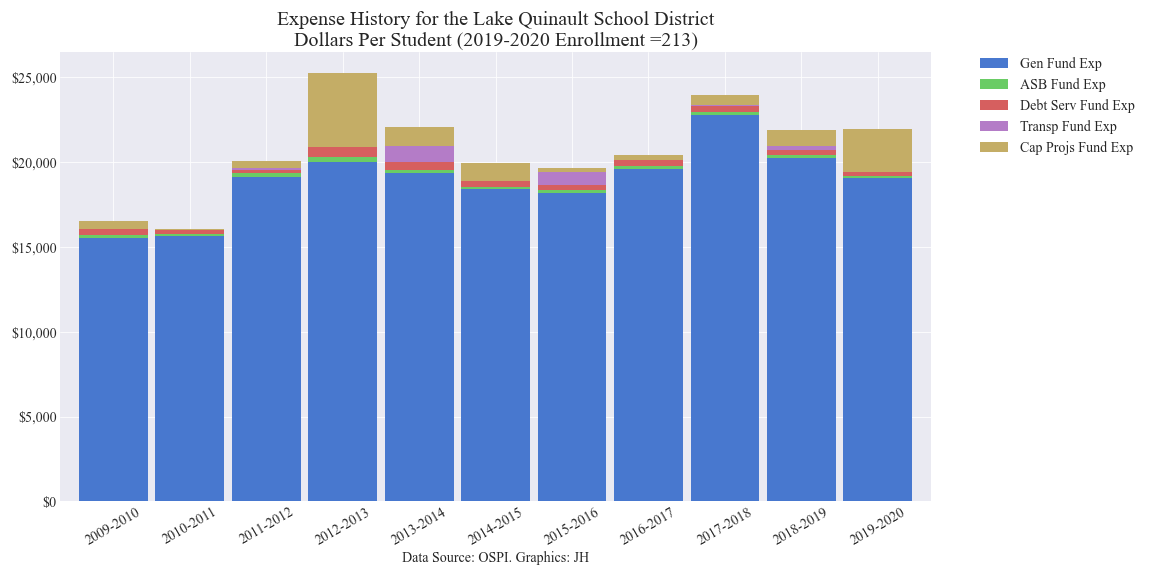 Expense History for the Lake Quinault School District
Dollars Per Student (2019-2020 Enrollment =213)
$25,000
$20,000
$15,000
$10,000
$5,000
$0
2009-2010
2010-2011
2011-2012
2012-2013
2013-2014
2014-2015
2015-2016
2016-2017
2017-2018
2018-2019
2019-2020
Data Source: OSPI. Graphics: JH
Gen Fund Exp
ASB Fund Exp
Debt Serv Fund Exp
Transp Fund Exp
Cap Projs Fund Exp